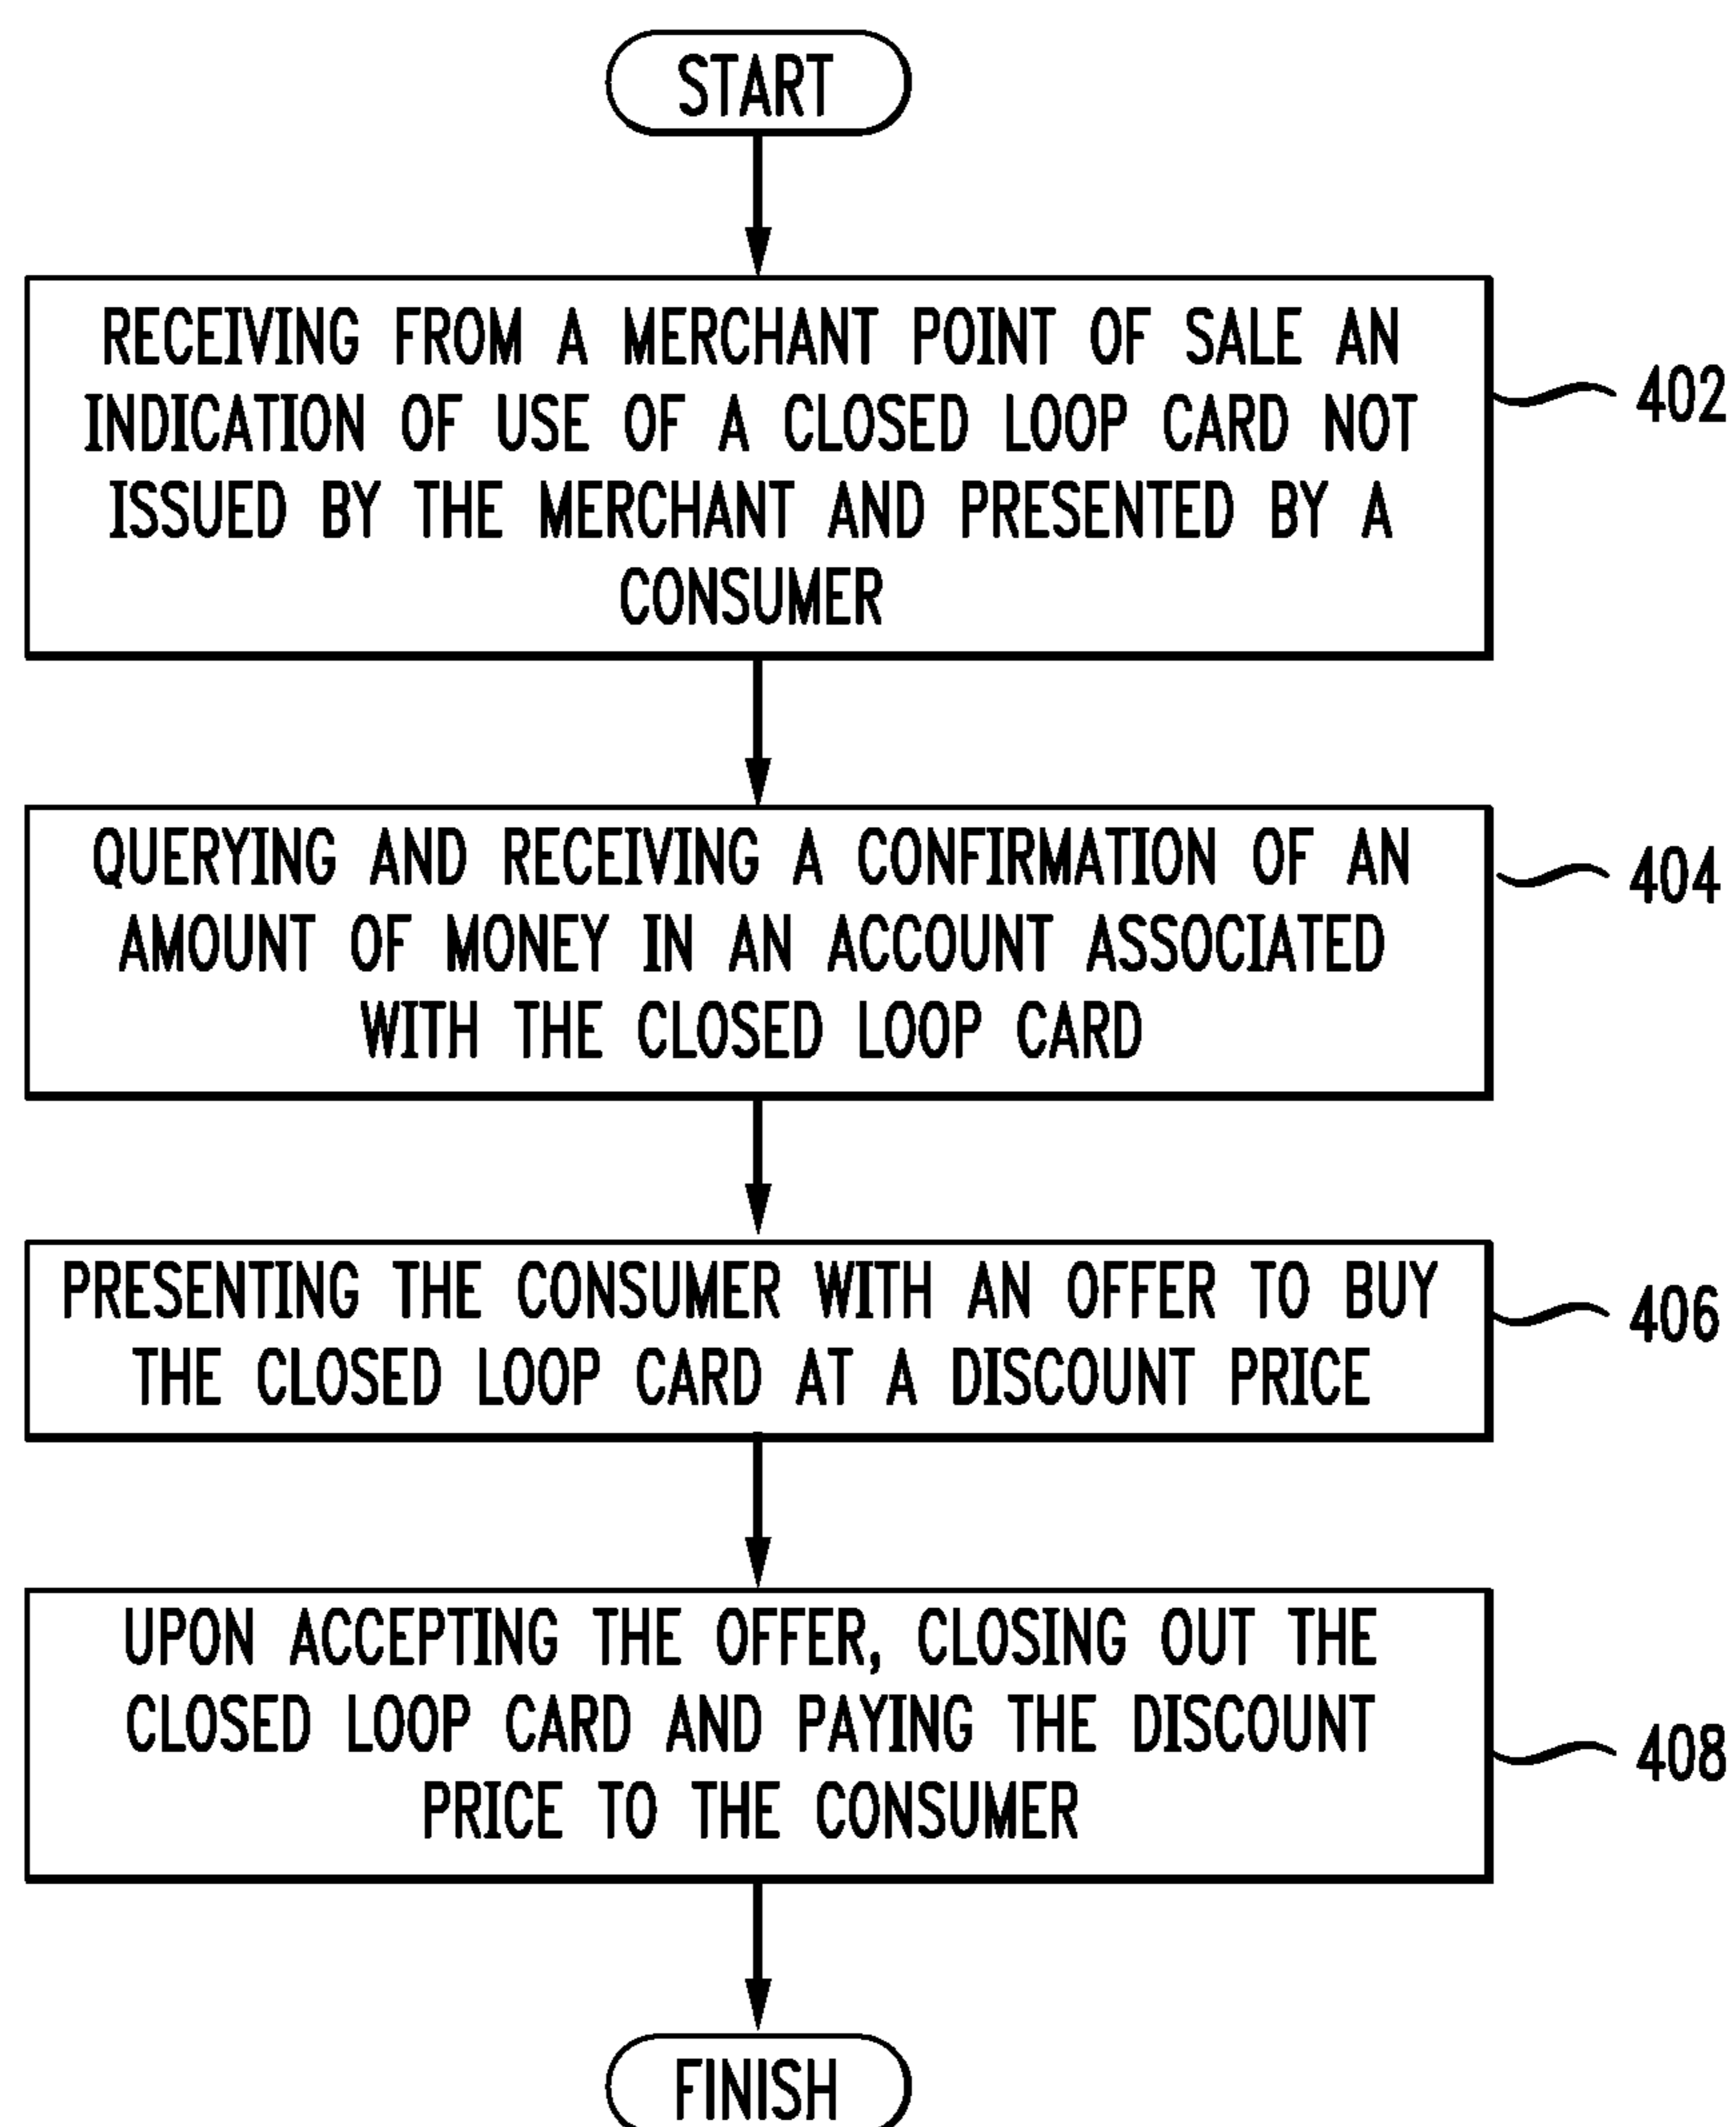 START
RECEIVING FROM A MERCHANT POINT OF SALE AN
INDICATION OF USE OF A CLOSED LOOP CARD NOT
ISSUED BY THE MERCHANT AND PRESENTED BY A
CONSUMER
402
QUERYING AND RECEIVING A CONFIRMATION OF AN
AMOUNT OF MONEY IN AN ACCOUNT ASSOCIATED
WITH THE CLOSED LOOP CARD
404
PRESENTING THE CONSUMER WITH AN OFFER TO BUY
THE CLOSED LOOP CARD AT A DISCOUNT PRICE
406
UPON ACCEPTING THE OFFER, CLOSING OUT THE
CLOSED LOOP CARD AND PAYING THE DISCOUNT
PRICE TO THE CONSUMER
408
FINISH